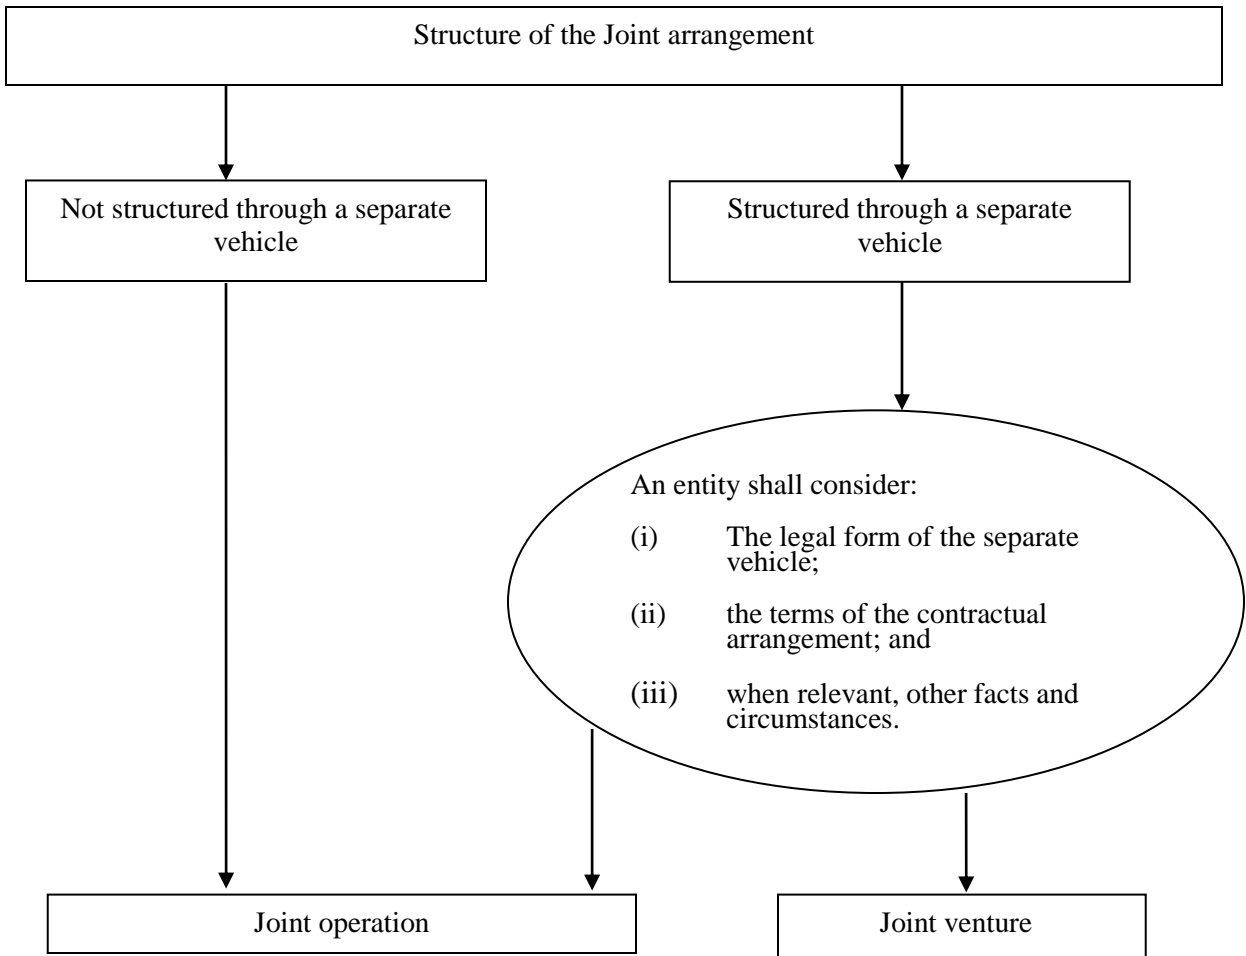 Structure of the Joint arrangement
Not structured through a separate
vehicle
Structured through a separate
vehicle
An entity shall consider:
(i) The legal form of the separate
vehicle;
(ii) the terms of the contractual
arrangement; and
(iii) when relevant, other facts and
circumstances.
Joint operation
Joint venture